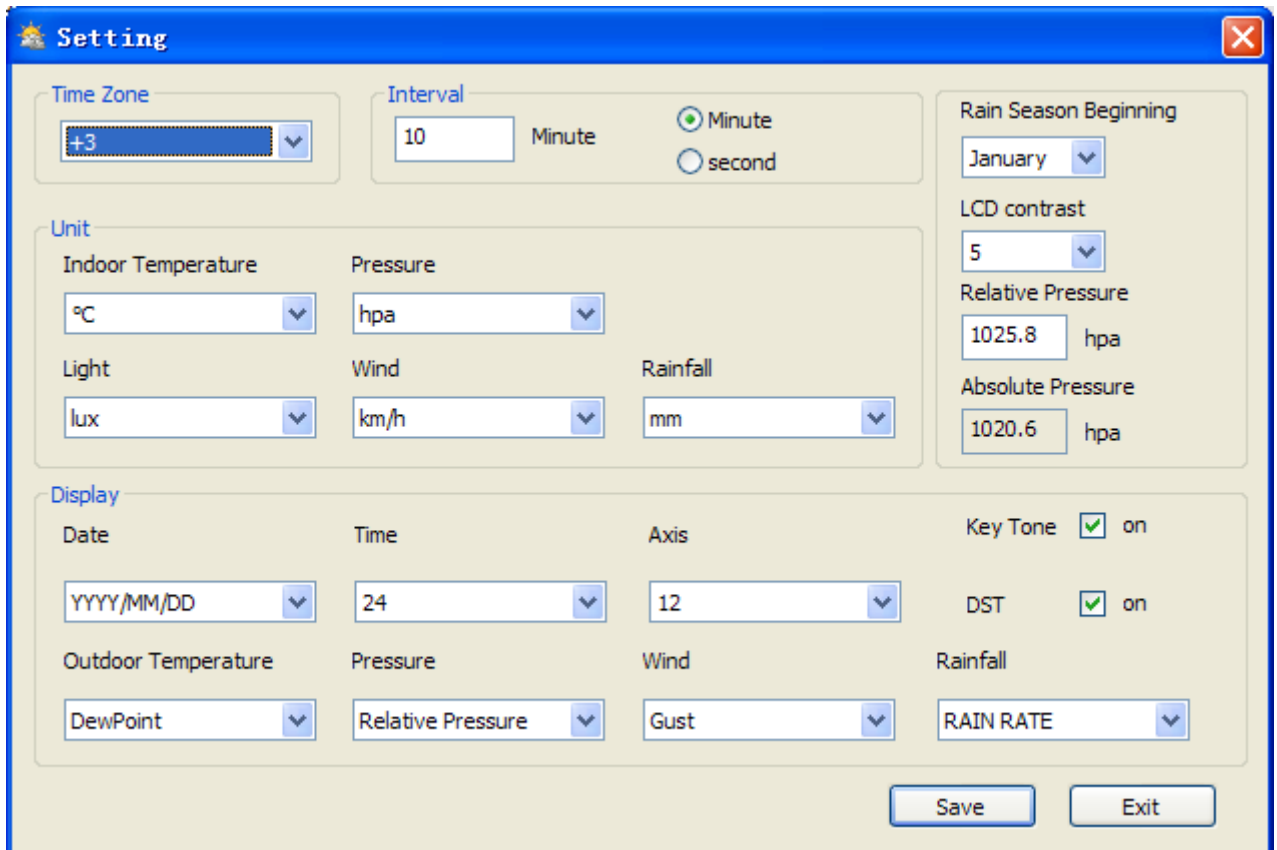 Setting
Time Zone
+3
Interval
10 Minute
Minute
second
Rain Season Beginning
January
LCD contrast
5
Relative Pressure
1025.8 hpa
Absolute Pressure
1020.6 hpa
Unit
Indoor Temperature Pressure
℃ hpa
Light Wind Rainfall
lux km/h mm
Display
Date Time Axis Key Tone on
YYYY/MM/DD 24 12 DST on
Outdoor Temperature Pressure Wind Rainfall
DewPoint Relative Pressure Gust RAIN RATE
Save Exit